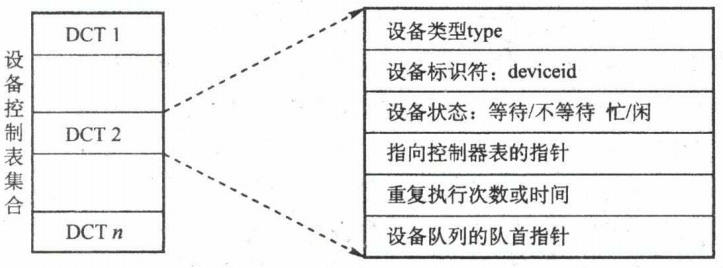 设备控制表集合
DCT 1
DCT 2
DCT n
设备类型type
设备标识符：deviceid
设备状态：等待/不等待 忙/闲
指向控制器表的指针
重复执行次数或时间
设备队列的队首指针